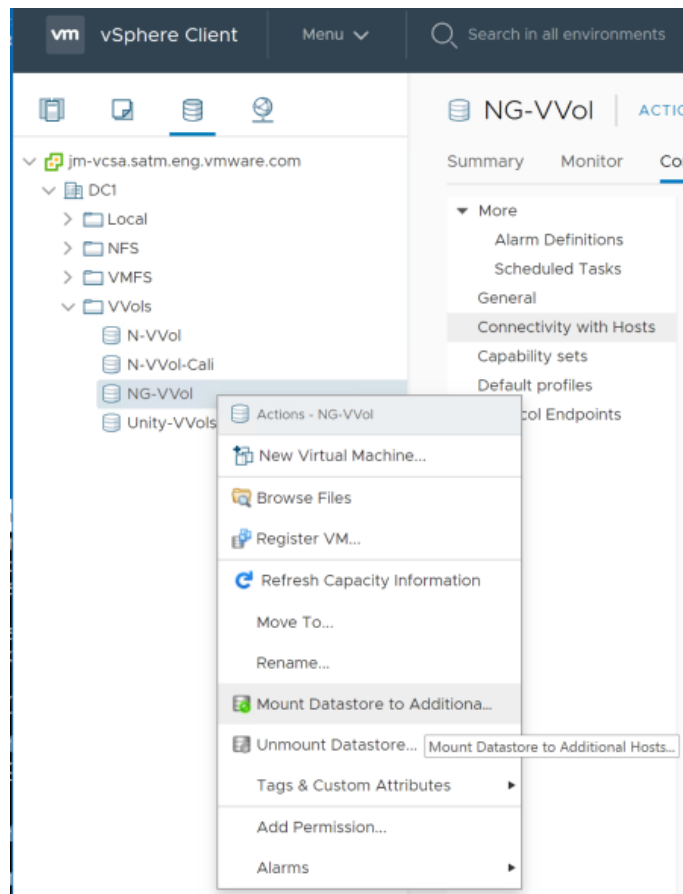 vm vSphere Client Menu Search in all environments
NG-VVol ACTIO
Summary Monitor Co
jm-vcsa.satm.eng.vmware.com
DC1
Local
NFS
VMFS
VVols
N-VVol
N-VVol-Cali
NG-VVol
Unity-VVols
More
Alarm Definitions
Scheduled Tasks
General
Connectivity with Hosts
Capability sets
Default profiles
col Endpoints
Actions - NG-VVol
New Virtual Machine...
Browse Files
Register VM...
Refresh Capacity Information
Move To...
Rename...
Mount Datastore to Additiona...
Unmount Datastore...
Mount Datastore to Additional Hosts...
Tags & Custom Attributes
Add Permission...
Alarms